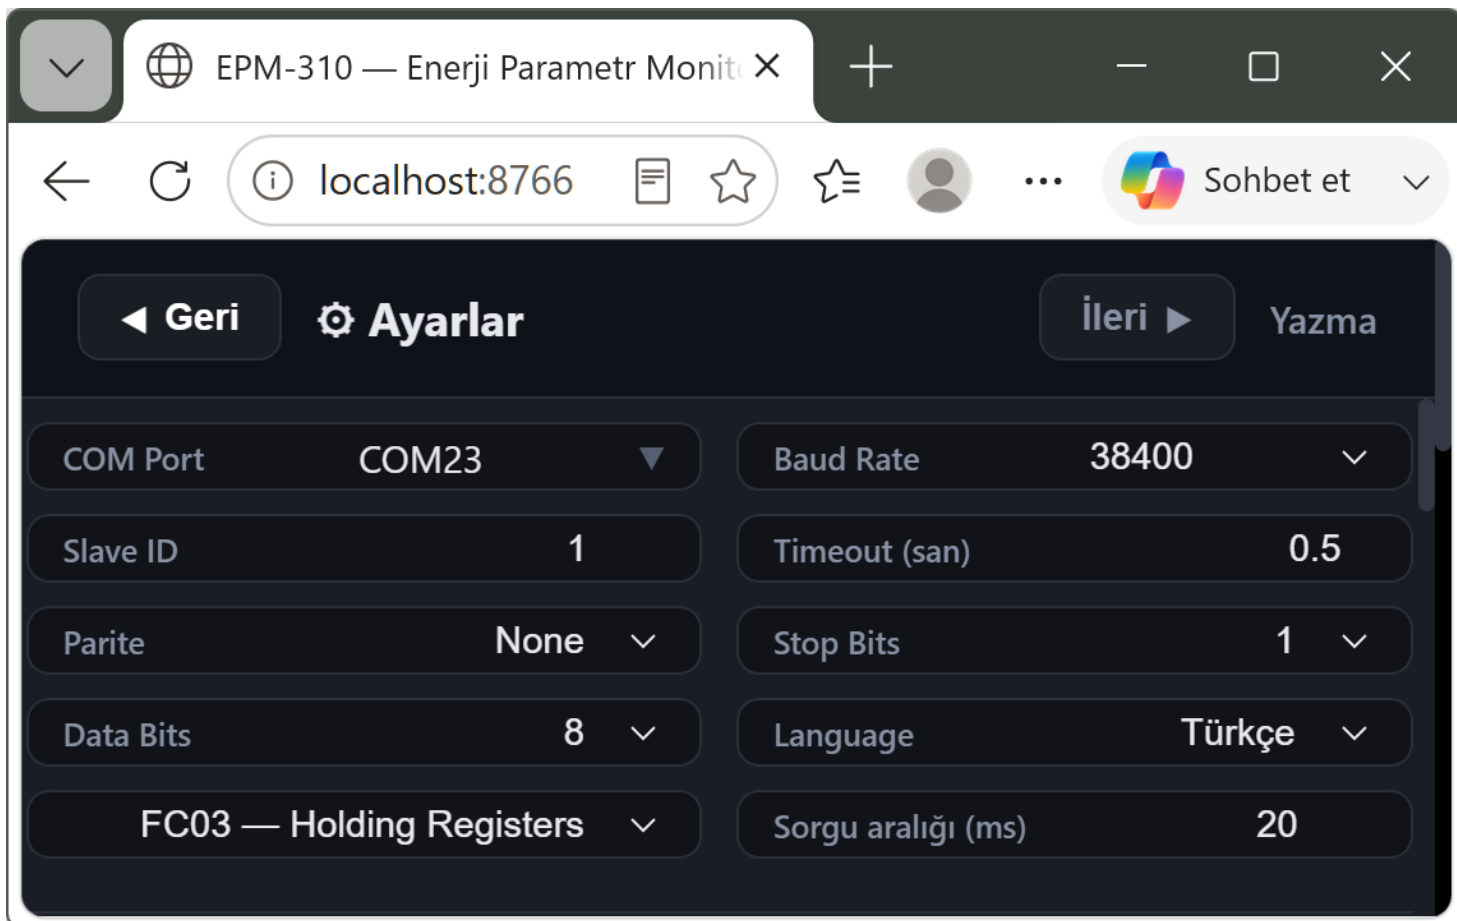 EPM-310 — Enerji Parametr Monit
localhost:8766
Sohbet et
◀ Geri
⚙ Ayarlar
İleri ▶
Yazma
COM Port COM23
Baud Rate 38400
Slave ID 1
Timeout (san) 0.5
Parite None
Stop Bits 1
Data Bits 8
Language Türkçe
FC03 — Holding Registers
Sorgu aralığı (ms) 20